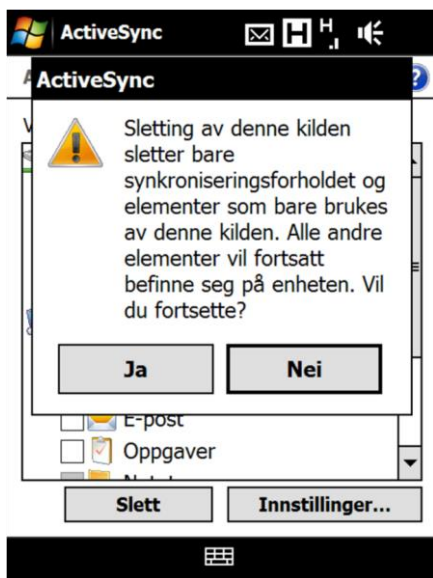 ActiveSync
ActiveSync
Sletting av denne kilden
sletter bare
synkroniseringsforholdet og
elementer som bare brukes
av denne kilden. Alle andre
elementer vil fortsatt
befinne seg på enheten. Vil
du fortsette?
Ja
Nei
E-post
Oppgaver
Slett
Innstillinger...